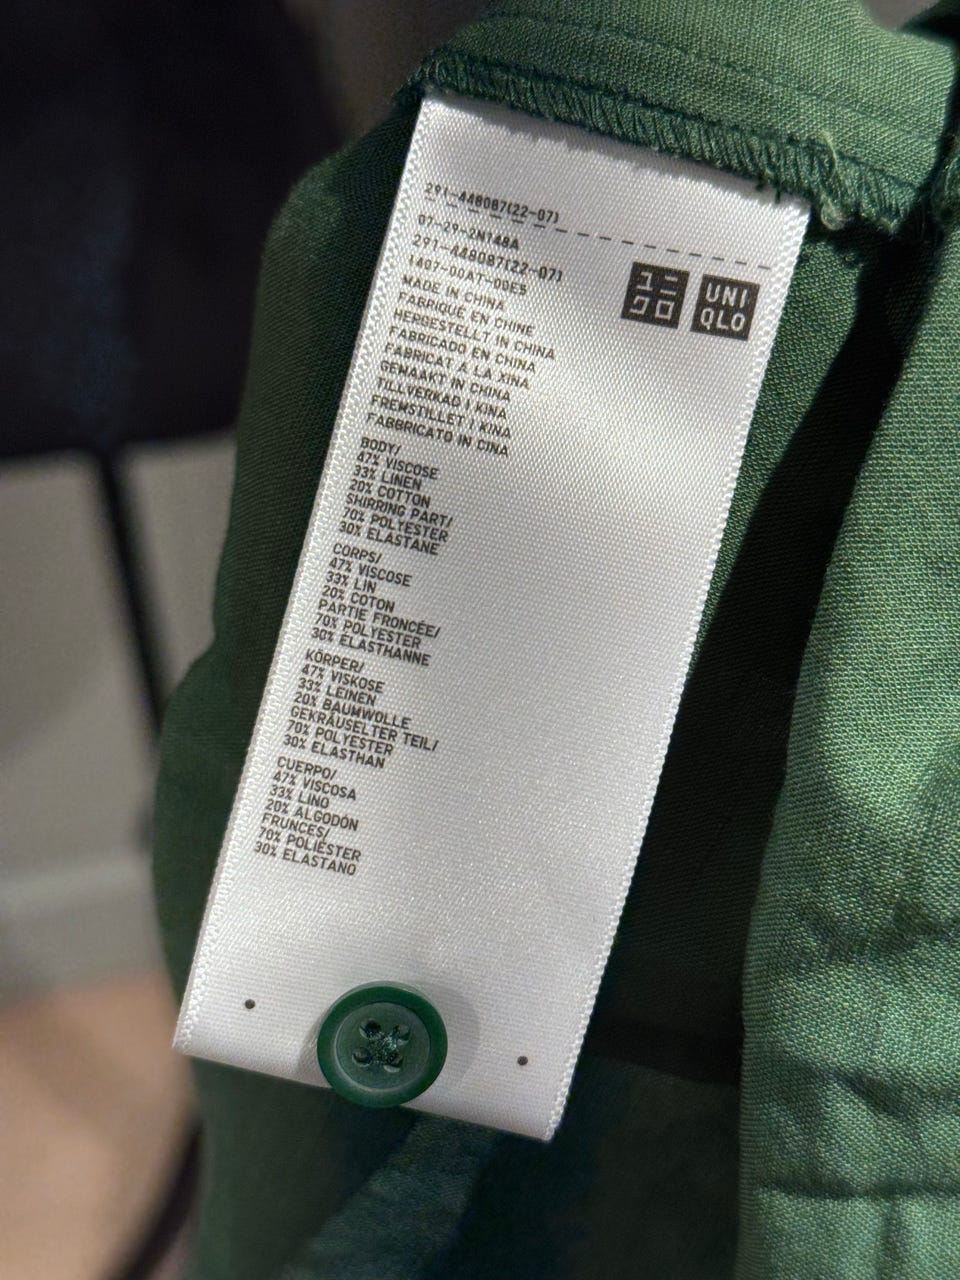 291-448087(22-07)
07-29-2N148A
291-448087(22-07)
1407-00AT-00ES
ユニ
クロ
UNI
QLO
MADE IN CHINA
FABRIQUÉ EN CHINE
HERGESTELLT IN CHINA
FABRICADO EN CHINA
FABRICAT A LA XINA
GEMAAKT IN CHINA
TILLVERKAD I KINA
FREMSTILLET I KINA
FABBRICATO IN CINA
BODY/
47% VISCOSE
33% LINEN
20% COTTON
SHIRRING PART/
70% POLYESTER
30% ELASTANE
CORPS/
47% VISCOSE
33% LIN
20% COTON
PARTIE FRONCÉE/
70% POLYESTER
30% ELASTHANNE
KÖRPER/
47% VISKOSE
33% LEINEN
20% BAUMWOLLE
GEKRÄUSELTER TEIL/
70% POLYESTER
30% ELASTHAN
CUERPO/
47% VISCOSA
33% LINO
20% ALGODÓN
FRUNCES/
70% POLIÉSTER
30% ELASTANO